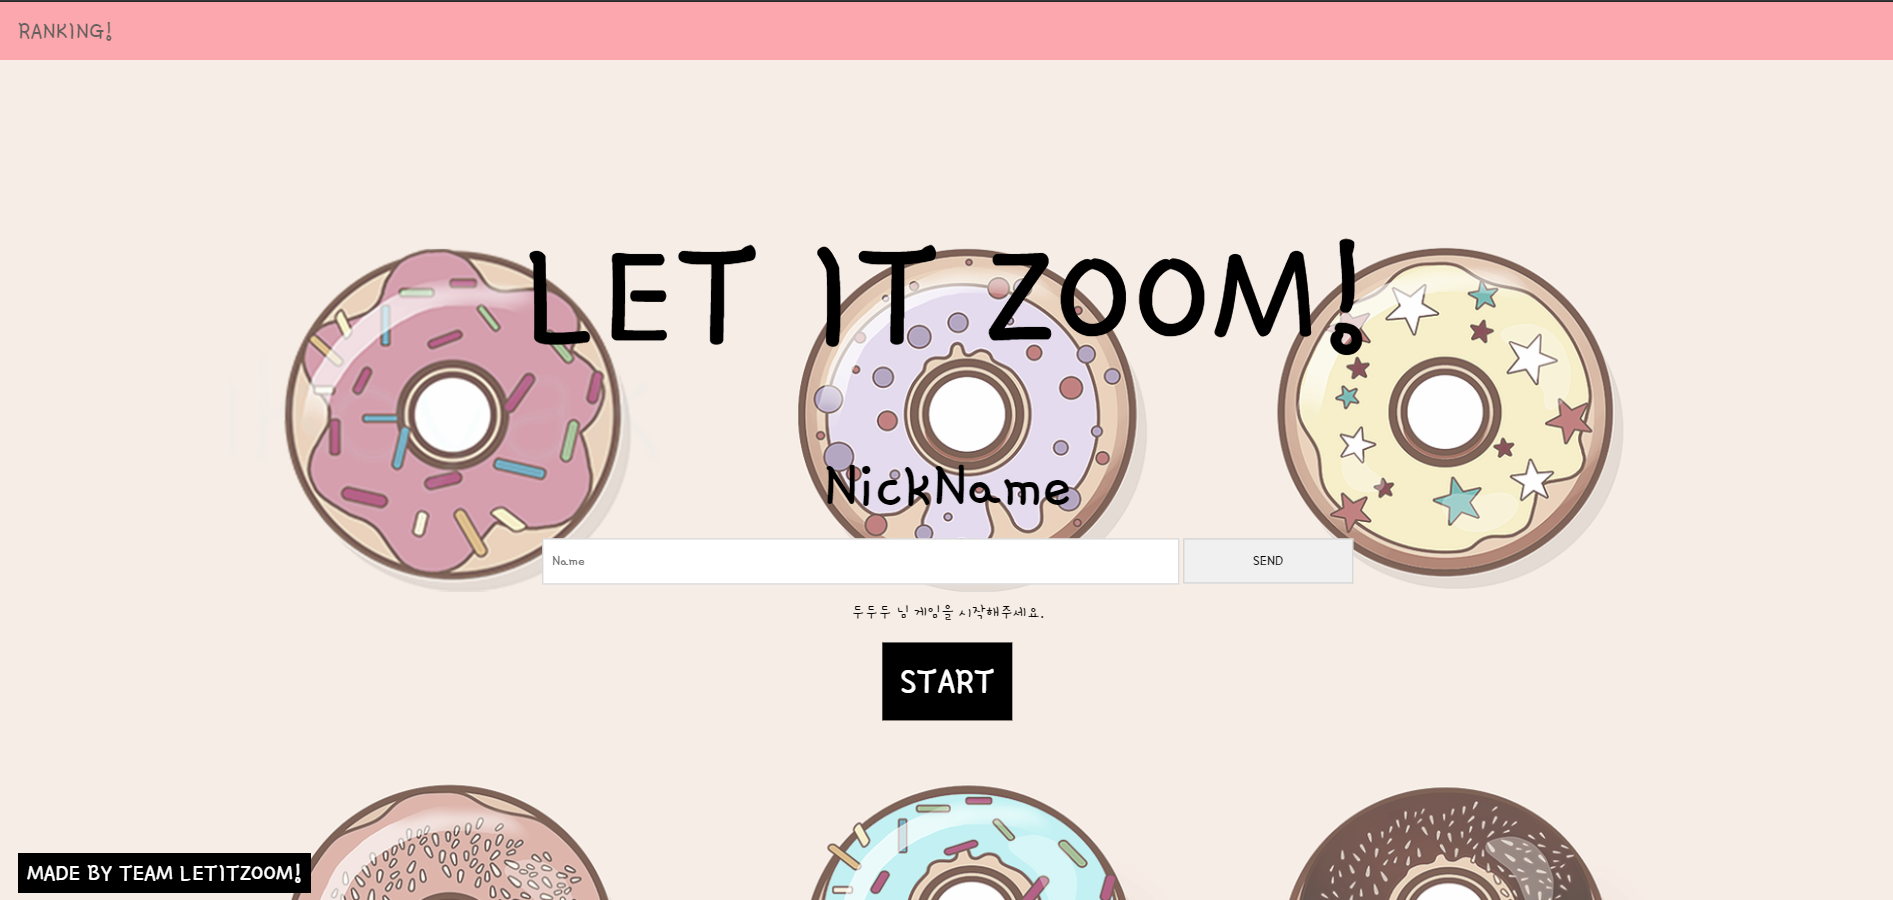 RANKING!
LET IT ZOOM!
NickName
Name
SEND
두두두 님 게임을 시작해주세요.
START
MADE BY TEAM LETITZOOM!